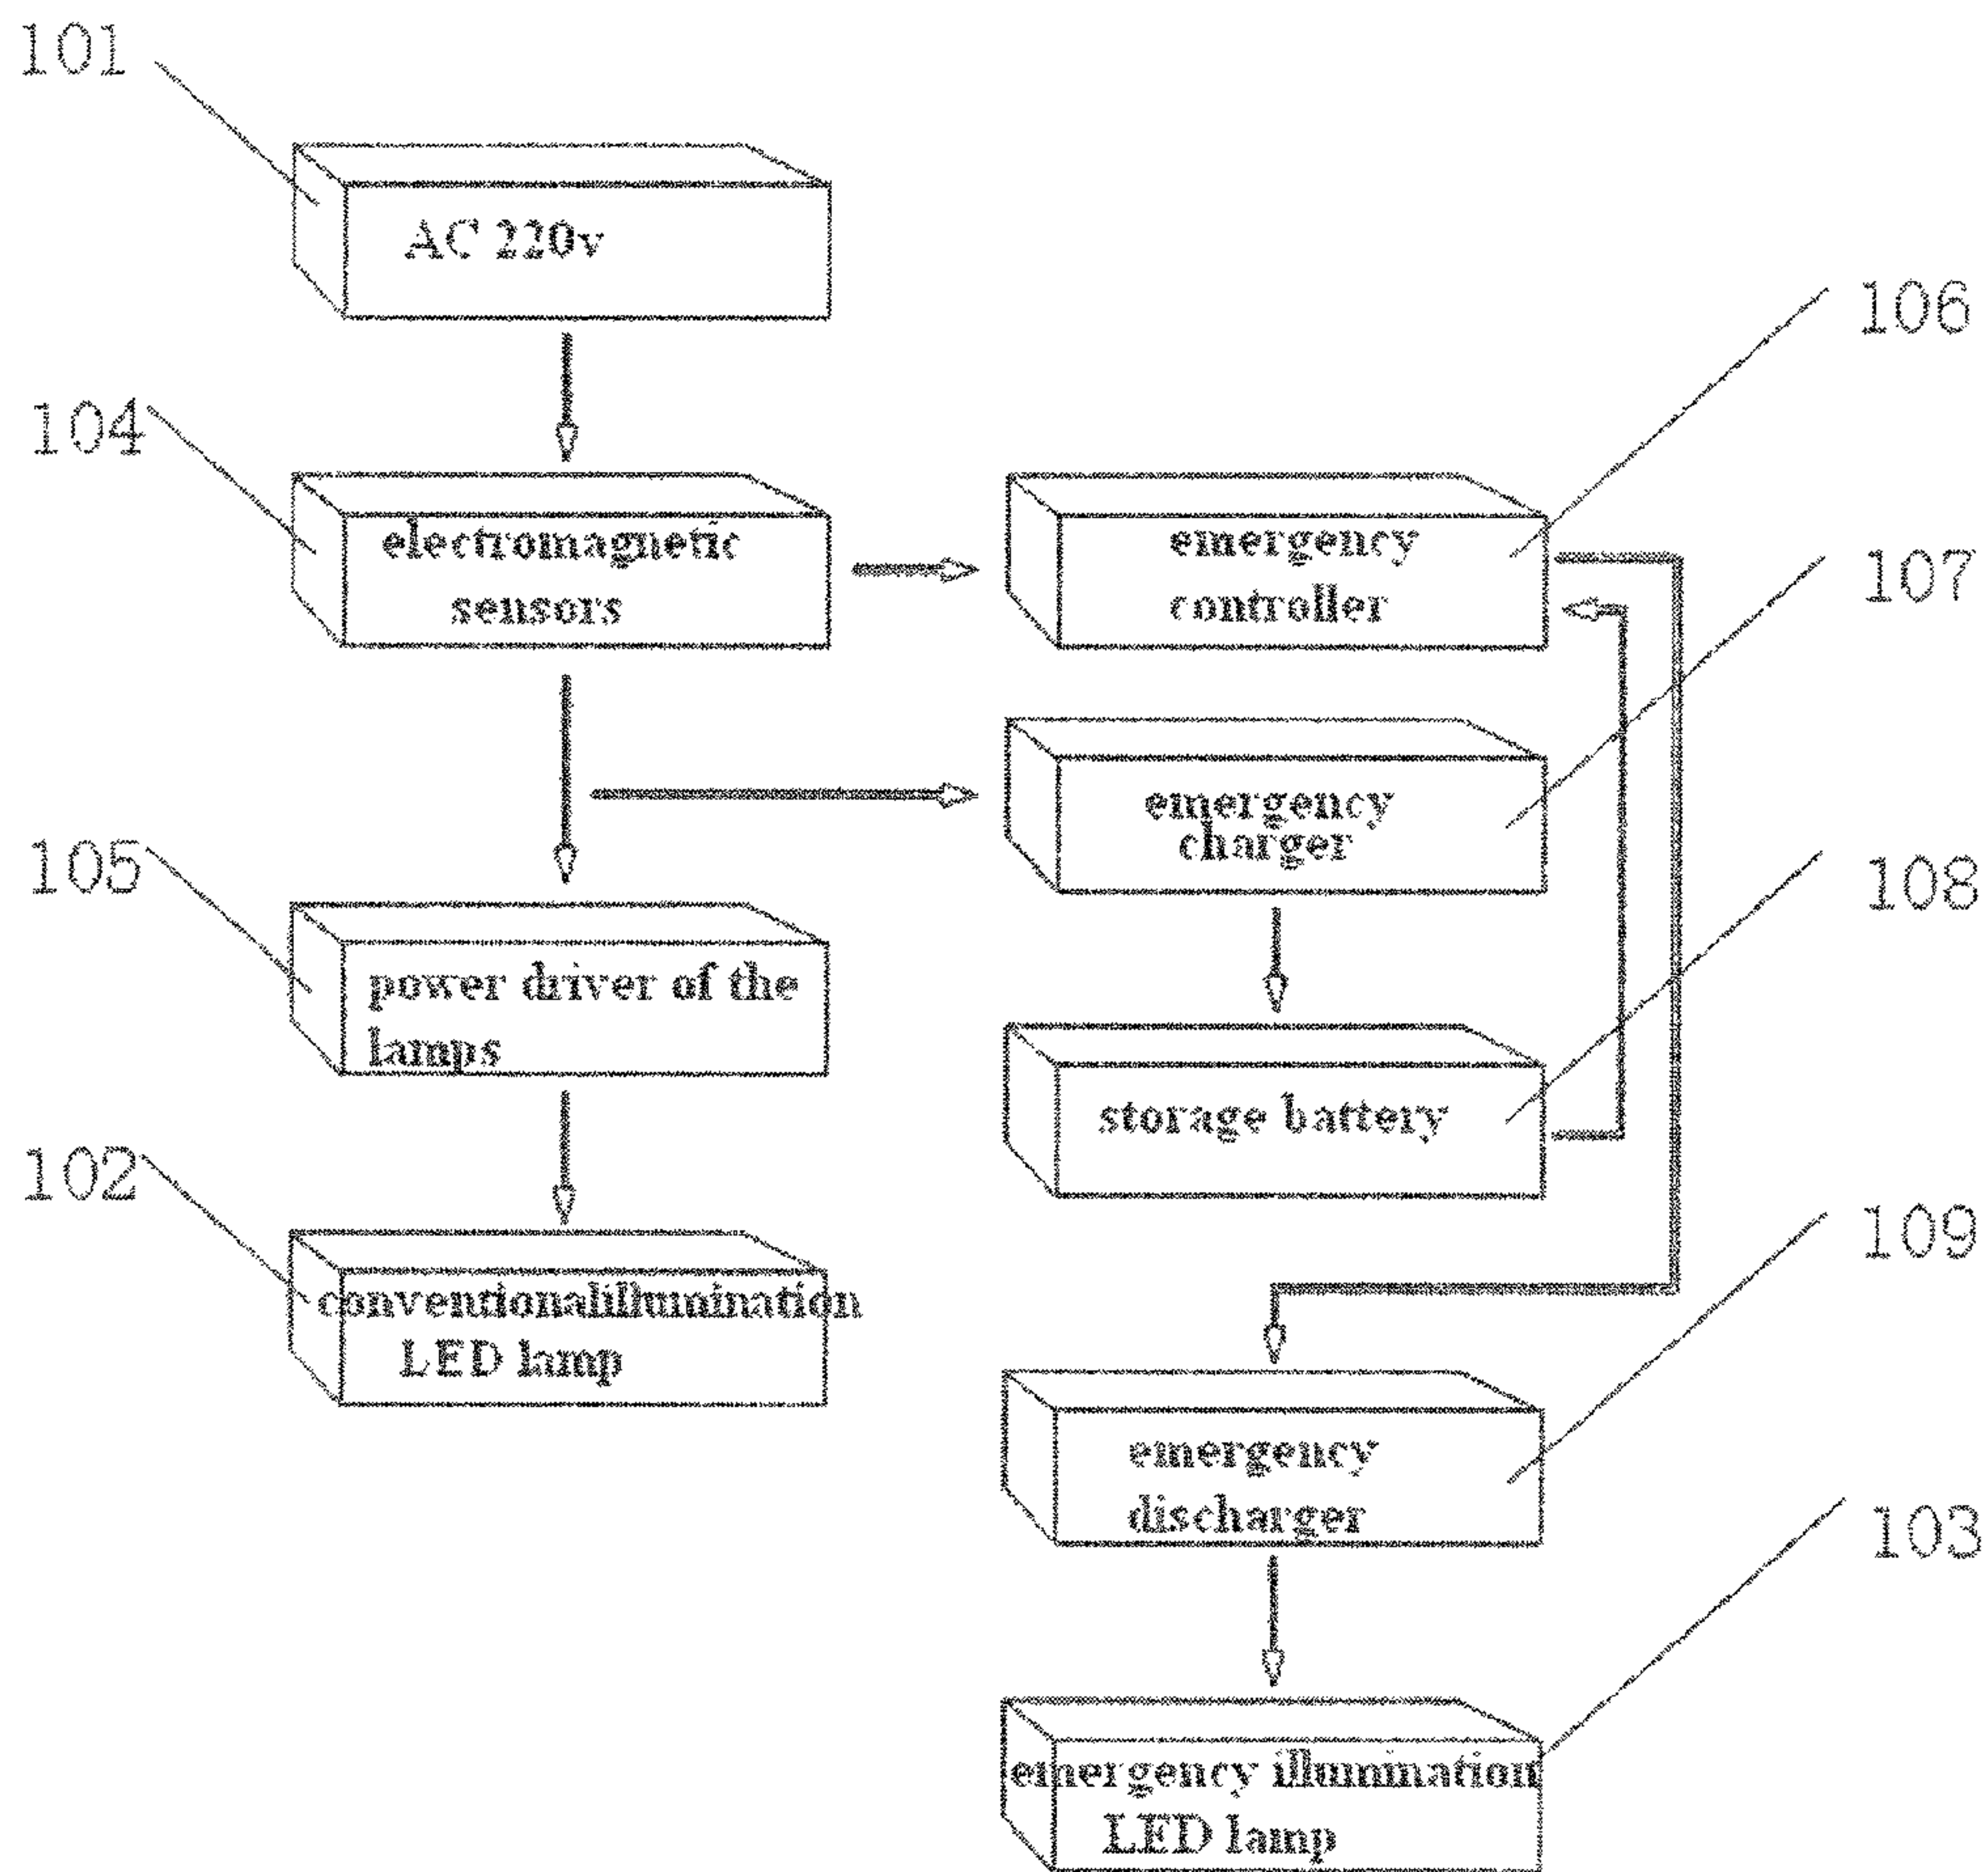 101
AC 220v
106
104
electromagnetic
sensors
emergency
controller
107
emergency
charger
105
power driver of the
lamps
108
storage battery
102
conventionalillumination
LED lamp
109
emergency
discharger
103
emergency illumination
LED lamp